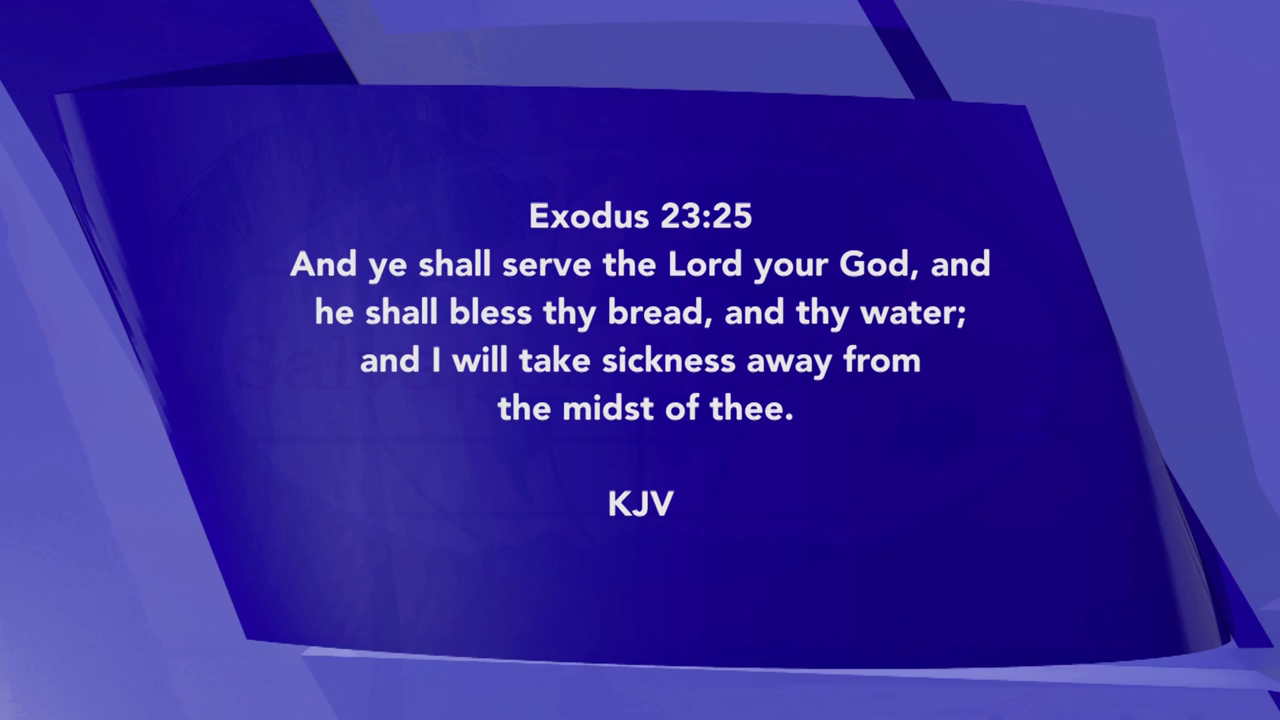 Exodus 23:25
And ye shall serve the Lord your God, and
he shall bless thy bread, and thy water;
and I will take sickness away from
the midst of thee.
KJV